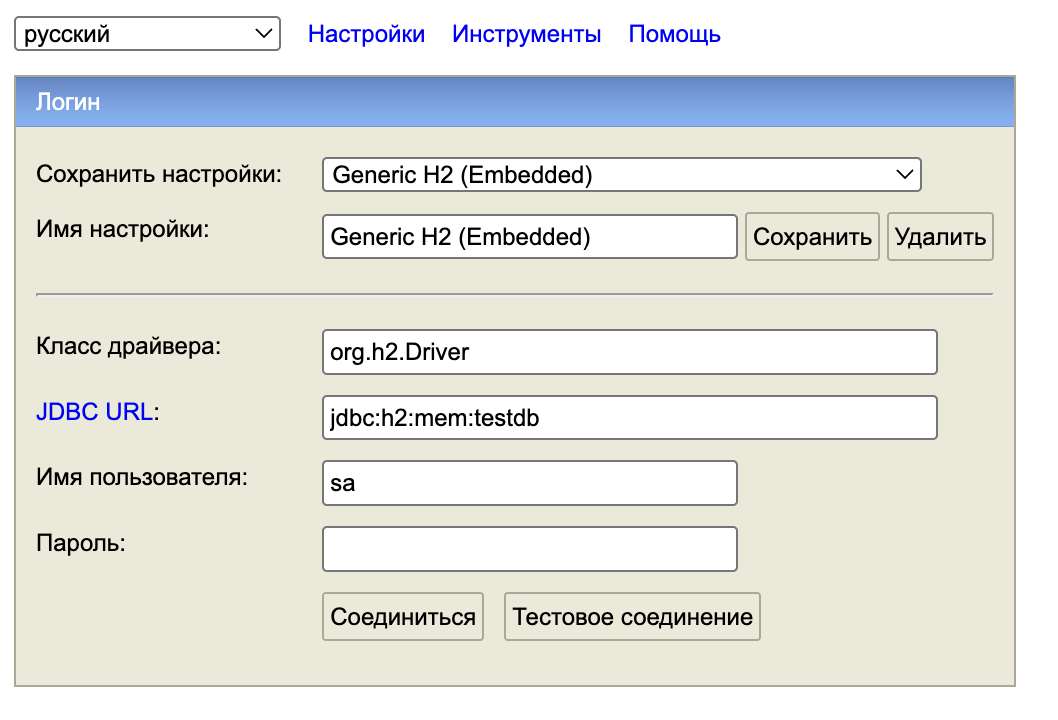 русский Настройки Инструменты Помощь
Логин
Сохранить настройки: Generic H2 (Embedded)
Имя настройки: Generic H2 (Embedded) Сохранить Удалить
Класс драйвера: org.h2.Driver
JDBC URL: jdbc:h2:mem:testdb
Имя пользователя: sa
Пароль:
Соединиться Тестовое соединение